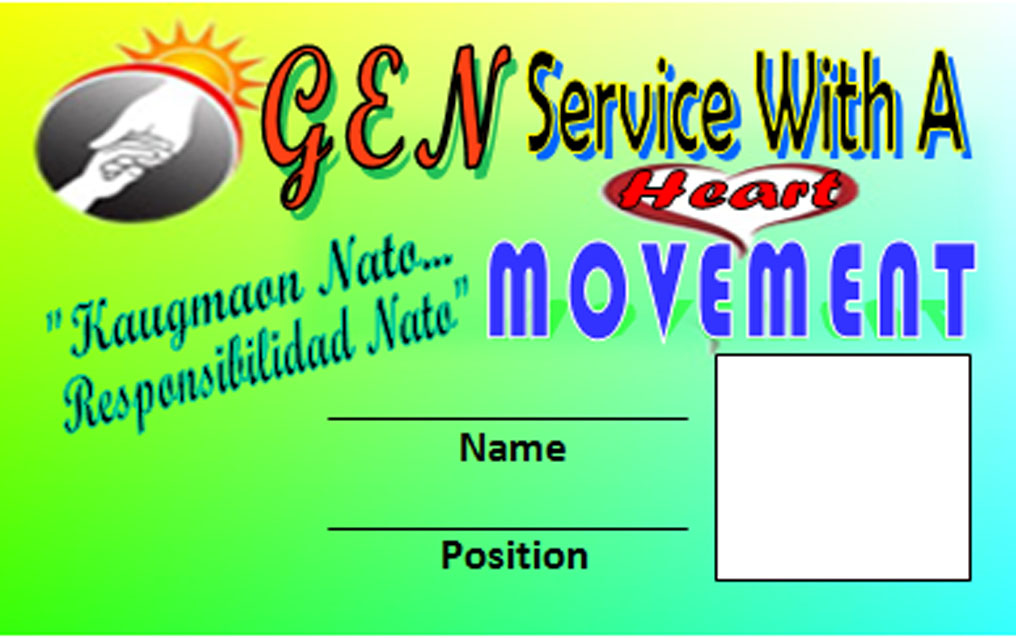 GEN Service With A
Heart
MOVEMENT
"Kaugmaon Nato...
Responsibilidad Nato"
Name
Position